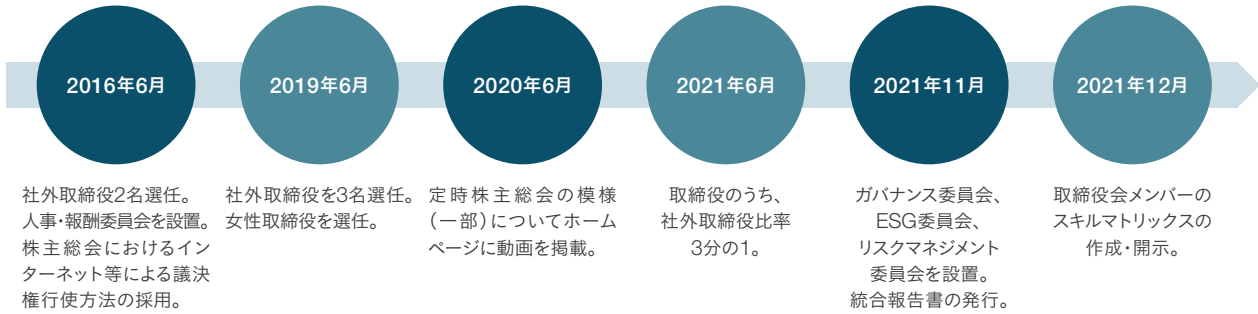 2016年6月
社外取締役2名選任。
人事・報酬委員会を設置。
株主総会におけるイン
ターネット等による議決
権行使方法の採用。
2019年6月
社外取締役を3名選任。
女性取締役を選任。
2020年6月
定時株主総会の模様
（一部）についてホーム
ページに動画を掲載。
2021年6月
取締役のうち、
社外取締役比率
3分の1。
2021年11月
ガバナンス委員会、
ESG委員会、
リスクマネジメント
委員会を設置。
統合報告書の発行。
2021年12月
取締役会メンバーの
スキルマトリックスの
作成・開示。